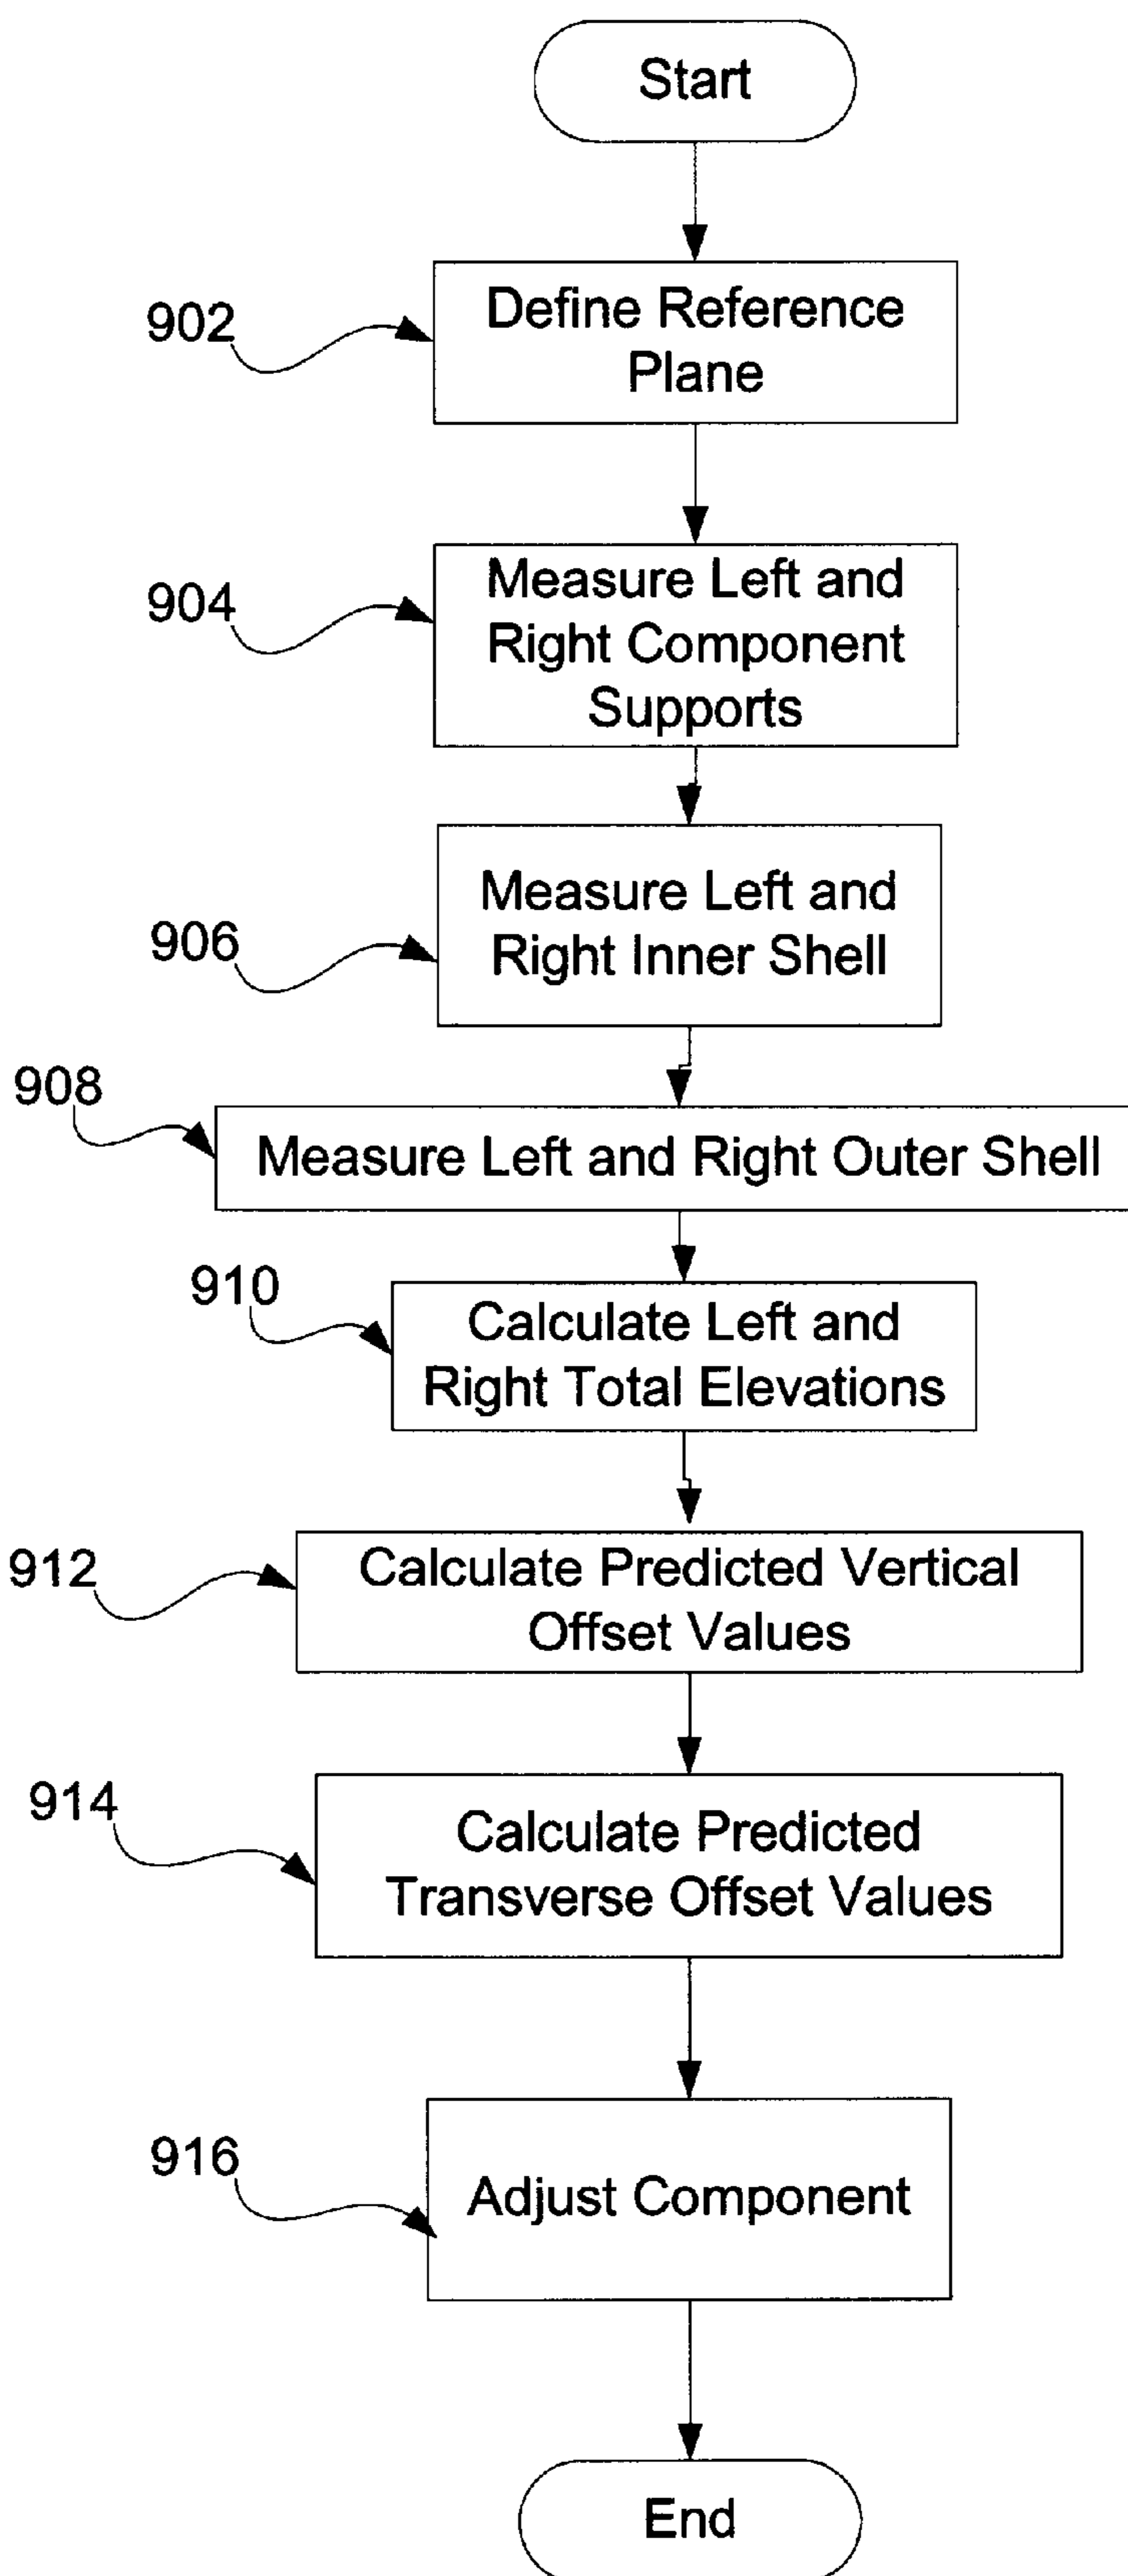 Start
902
Define Reference
Plane
904
Measure Left and
Right Component
Supports
906
Measure Left and
Right Inner Shell
908
Measure Left and Right Outer Shell
910
Calculate Left and
Right Total Elevations
912
Calculate Predicted Vertical
Offset Values
914
Calculate Predicted
Transverse Offset Values
916
Adjust Component
End